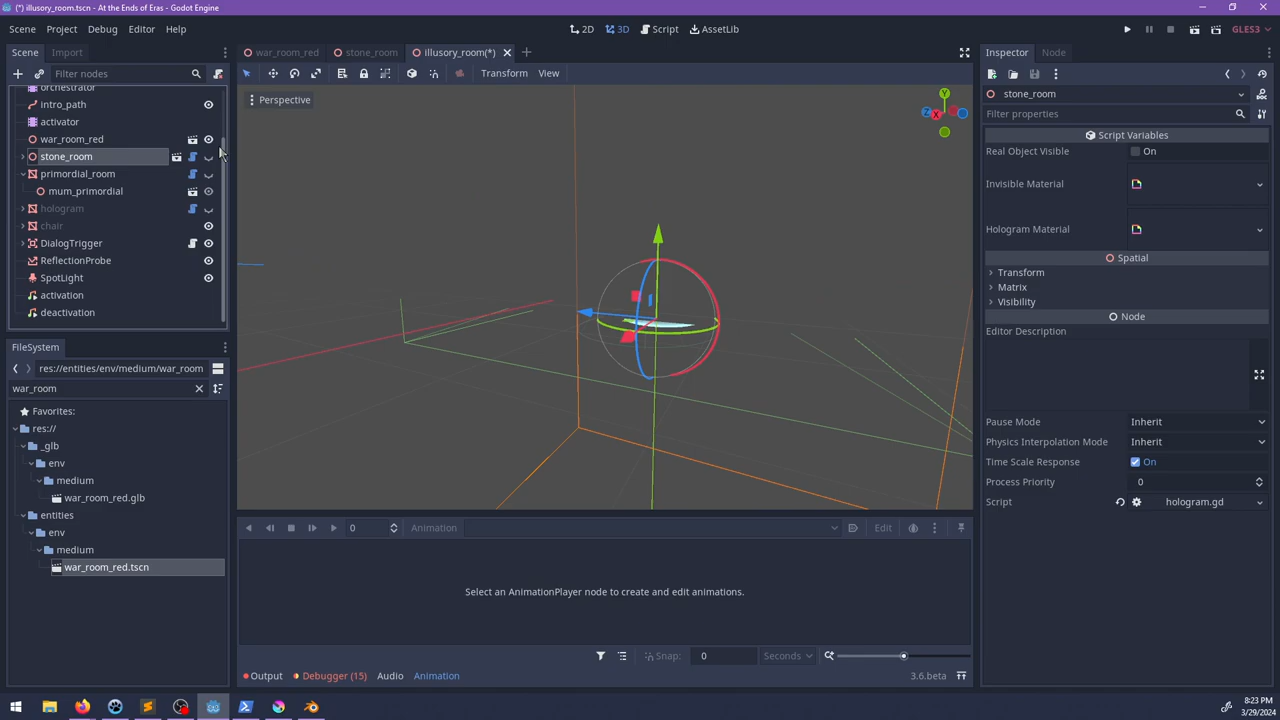 (*) illusory_room.tscn - At the Ends of Eras - Godot Engine
Scene Project Debug Editor Help
2D 3D Script AssetLib
GLES3
Scene Import
war_room_red stone_room illusory_room(*)
Inspector Node
Filter nodes
Transform View
orchestrator
intro_path
activator
war_room_red
stone_room
primordial_room
mum_primordial
hologram
chair
DialogTrigger
ReflectionProbe
SpotLight
activation
deactivation
Perspective
Y
Z
X
stone_room
Filter properties
Script Variables
Real Object Visible On
Invisible Material
Hologram Material
Spatial
Transform
Matrix
Visibility
Node
Editor Description
Pause Mode Inherit
Physics Interpolation Mode Inherit
Time Scale Response On
Process Priority 0
Script hologram.gd
FileSystem
res://entities/env/medium/war_room
war_room
Favorites:
res://
_glb
env
medium
war_room_red.glb
entities
env
medium
war_room_red.tscn
0 Animation Edit
Select an AnimationPlayer node to create and edit animations.
Snap: 0 Seconds
Output Debugger (15) Audio Animation
3.6.beta
8:23 PM
3/29/2024